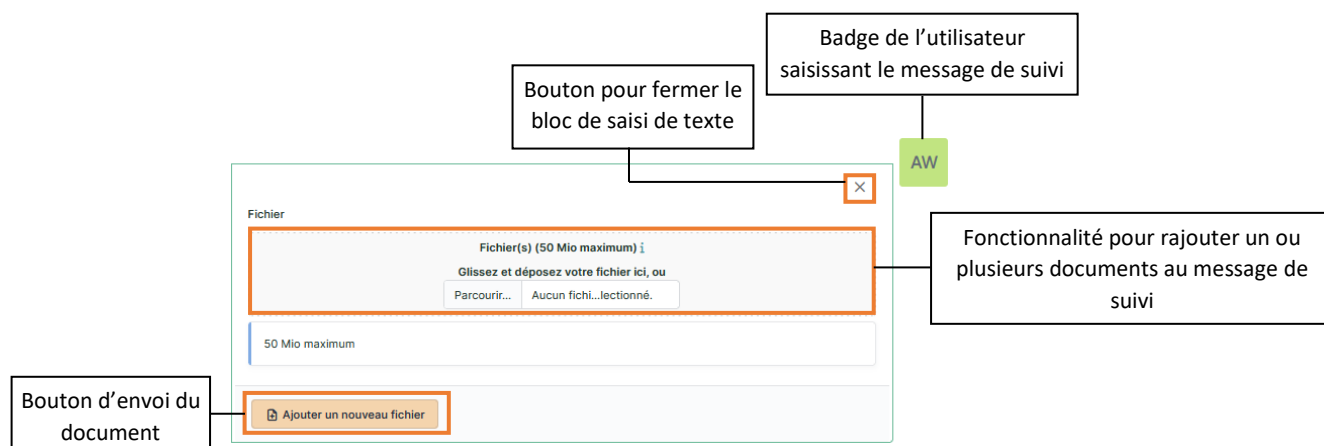 Badge de l’utilisateur
saisissant le message de suivi
Bouton pour fermer le
bloc de saisi de texte
AW
Fichier
Fichier(s) (50 Mio maximum) i
Glissez et déposez votre fichier ici, ou
Parcourir... Aucun fichi...lectionné.
Fonctionnalité pour rajouter un ou
plusieurs documents au message de
suivi
50 Mio maximum
Bouton d’envoi du
document
Ajouter un nouveau fichier